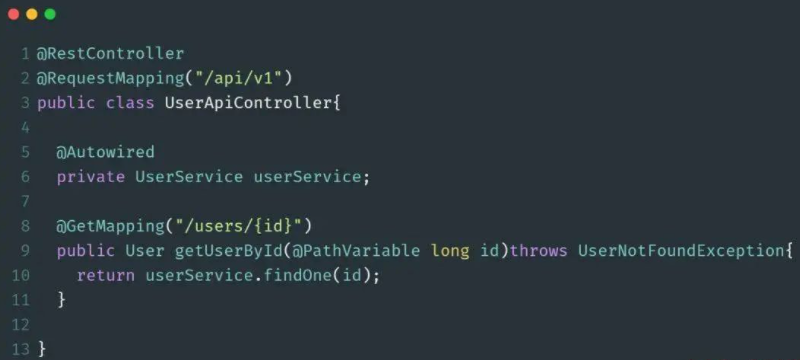 1 @RestController
2 @RequestMapping("/api/v1")
3 public class UserApiController{
4
5   @Autowired
6   private UserService userService;
7
8   @GetMapping("/users/{id}")
9   public User getUserById(@PathVariable long id)throws UserNotFoundException{
10     return userService.findOne(id);
11   }
12
13 }